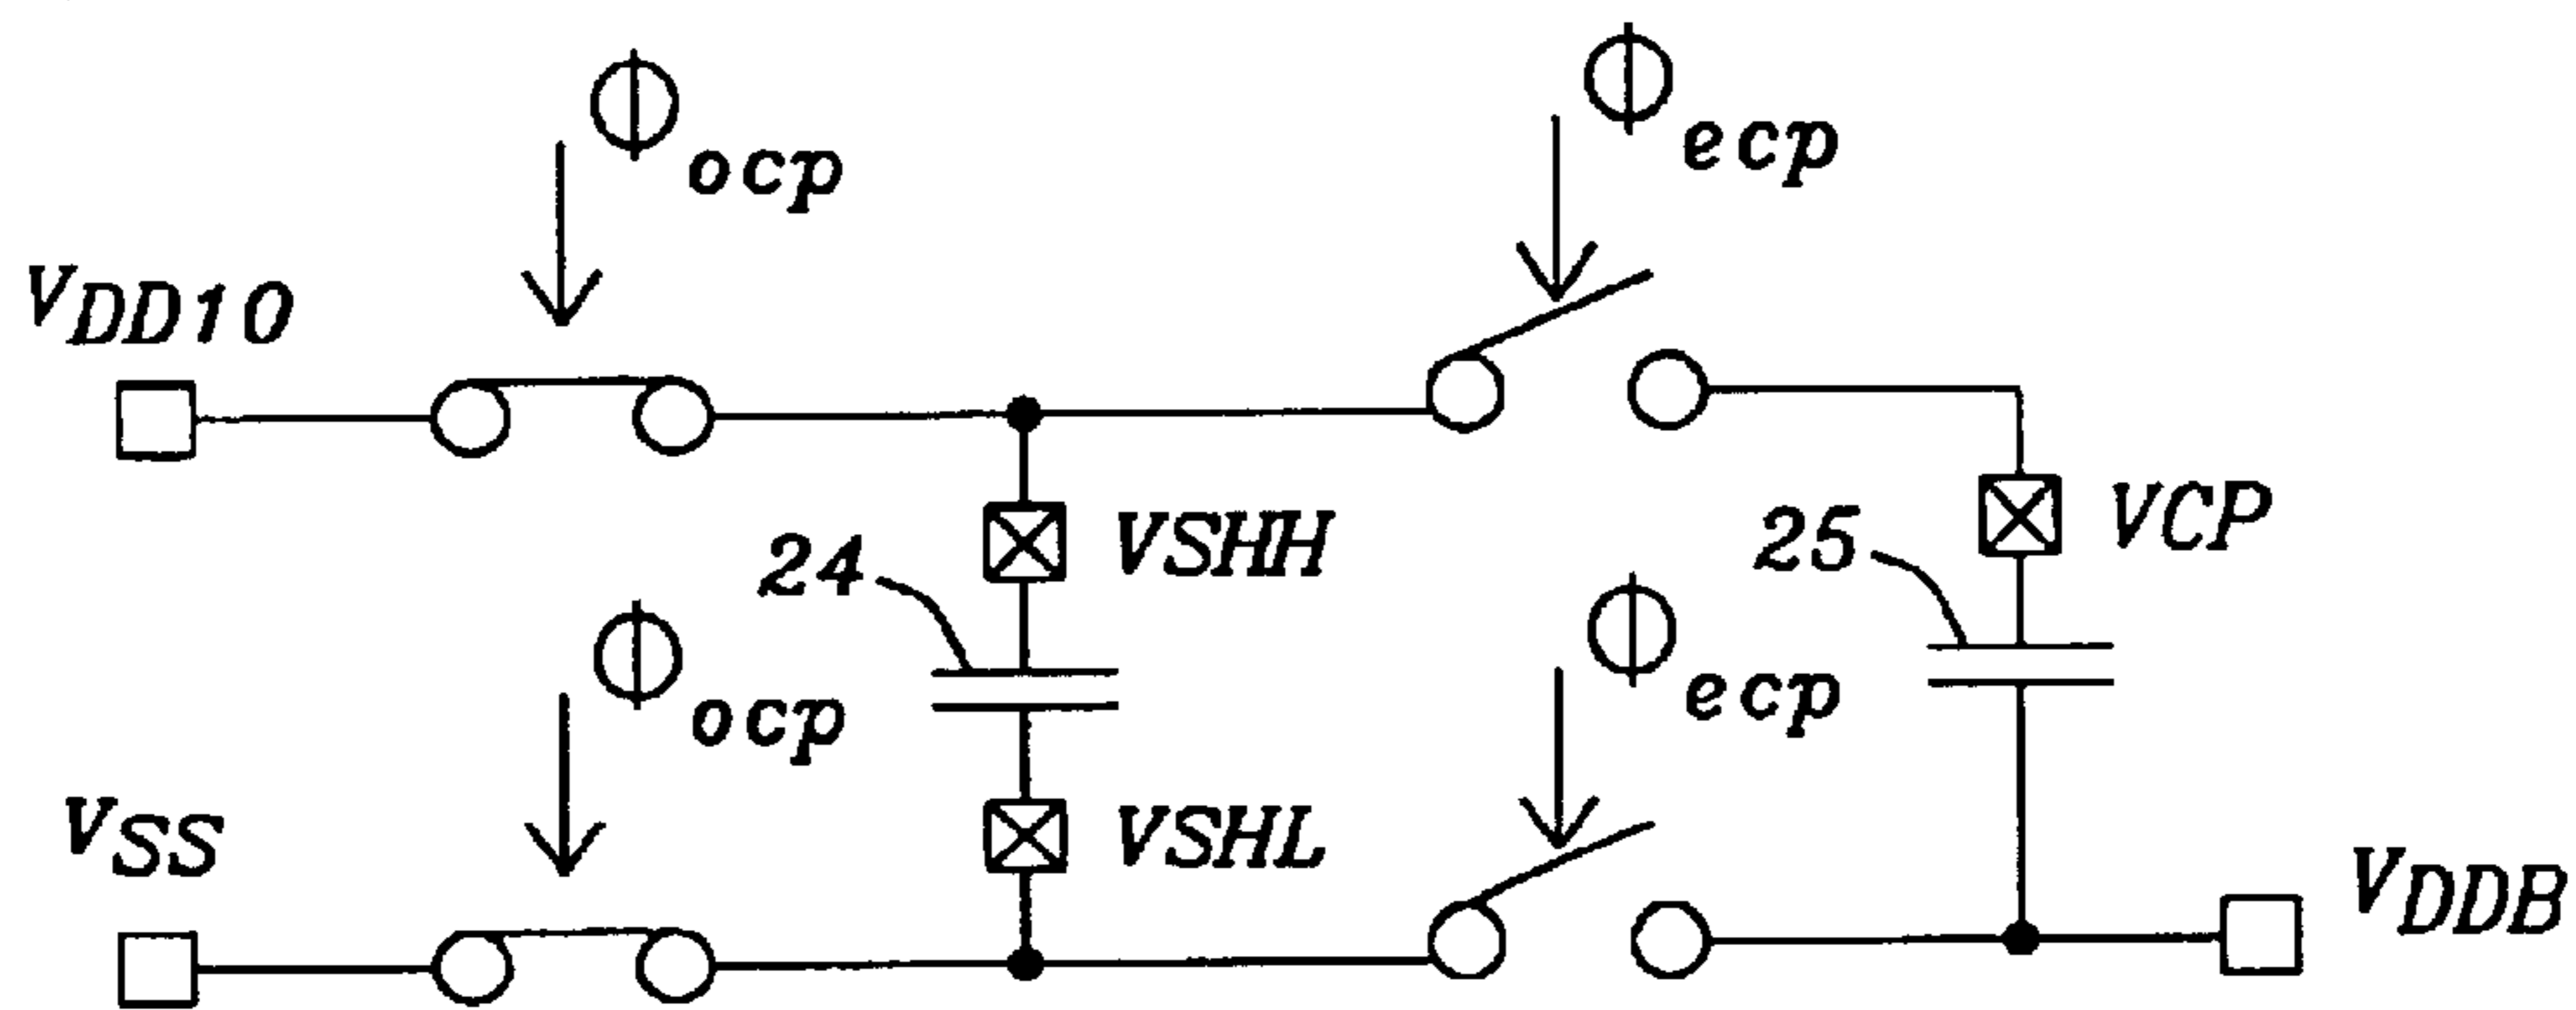 Φocp
Φecp
VDD10
VSHH
VCP
24
25
Φocp
Φecp
VSHL
VSS
VDDB